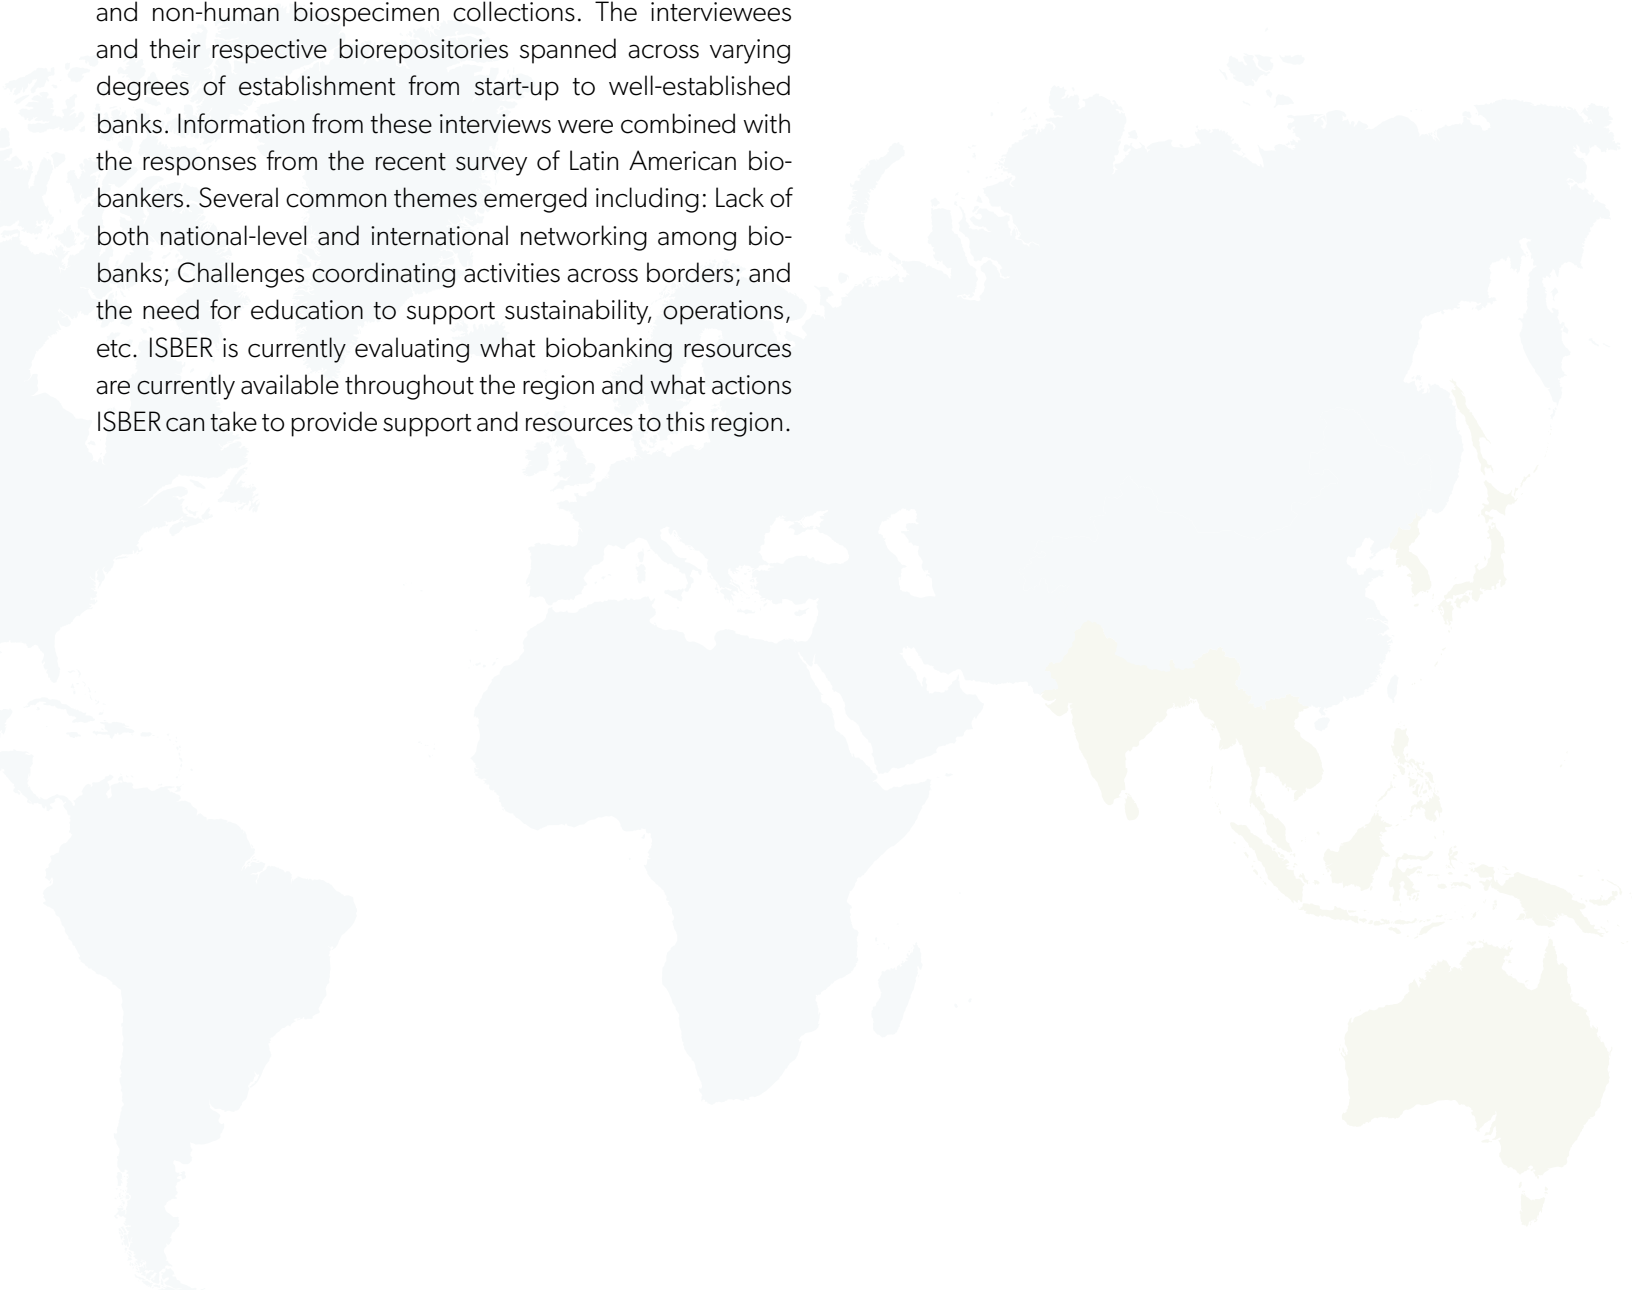 and non-human biospecimen collections. The interviewees
and their respective biorepositories spanned across varying
degrees of establishment from start-up to well-established
banks. Information from these interviews were combined with
the responses from the recent survey of Latin American bio-
bankers. Several common themes emerged including: Lack of
both national-level and international networking among bio-
banks; Challenges coordinating activities across borders; and
the need for education to support sustainability, operations,
etc. ISBER is currently evaluating what biobanking resources
are currently available throughout the region and what actions
ISBER can take to provide support and resources to this region.